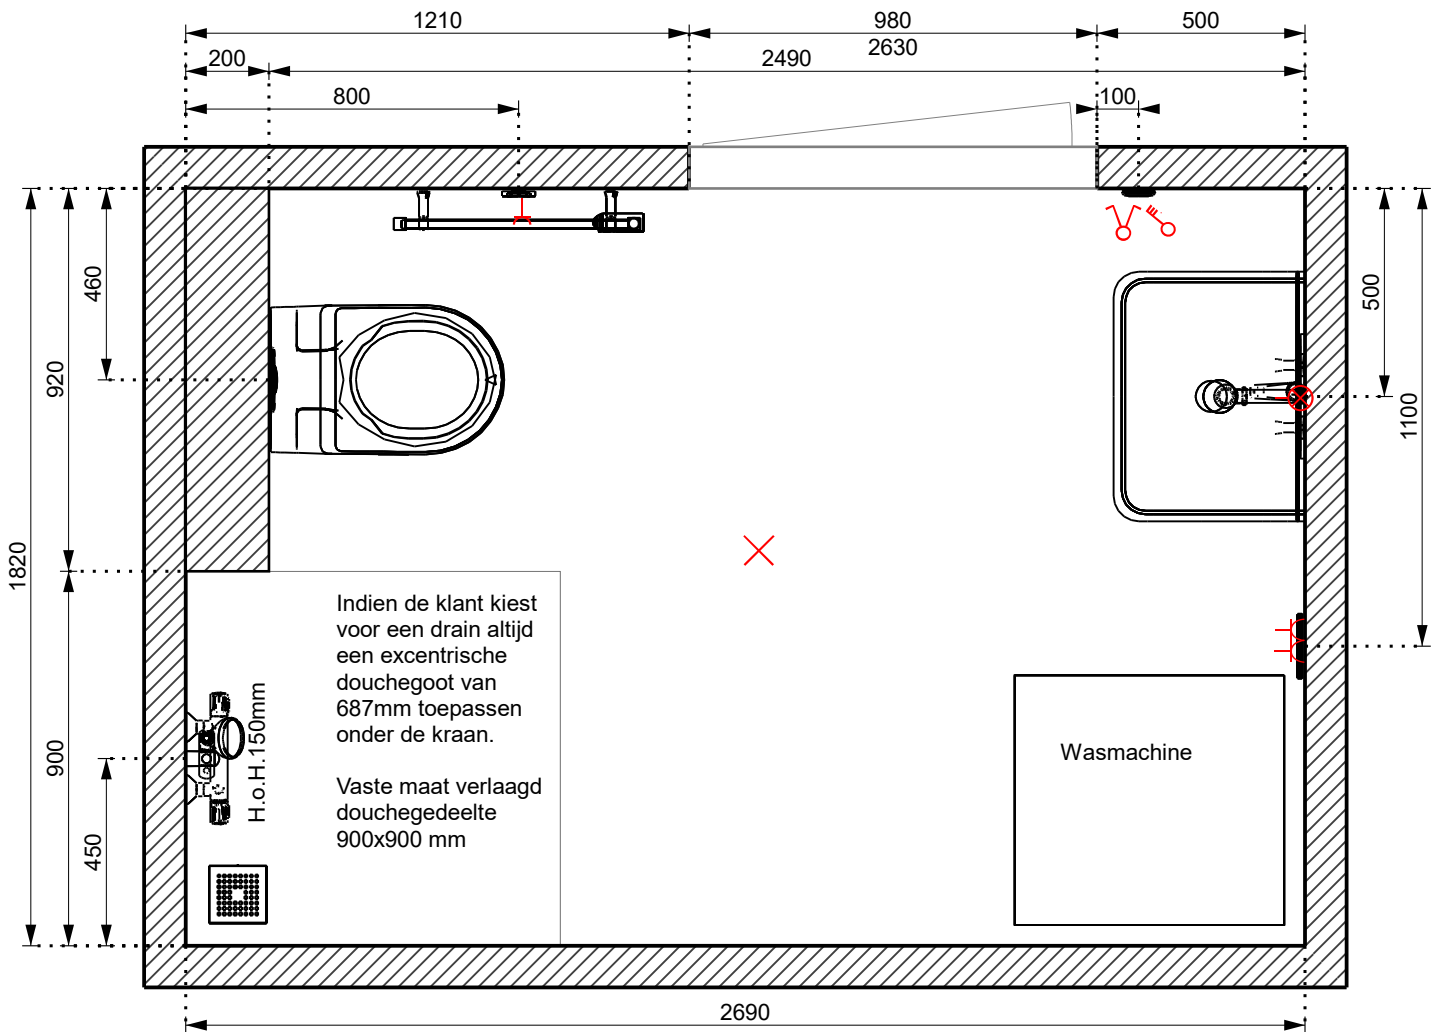 1210
980
500
2630
200
2490
800
100
460
920
1820
900
450
500
1100
Indien de klant kiest
voor een drain altijd
een excentrische
douchegoot van
687mm toepassen
onder de kraan.
Vaste maat verlaagd
douchegedeelte
900x900 mm
H.o.H.150mm
Wasmachine
2690